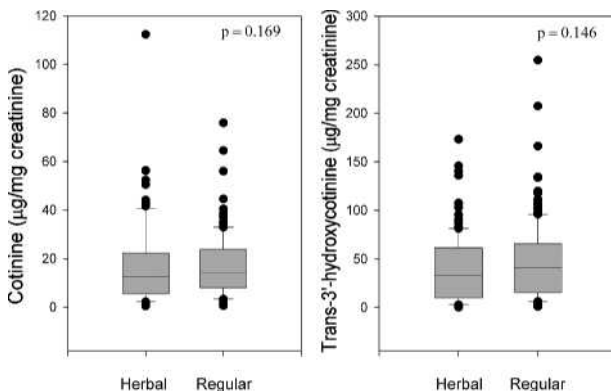 Cotinine (µg/mg creatinine)
120
100
80
60
40
20
0
p = 0.169
Herbal Regular
Trans-3'-hydroxycotinine (µg/mg creatinine)
300
250
200
150
100
50
0
p = 0.146
Herbal Regular